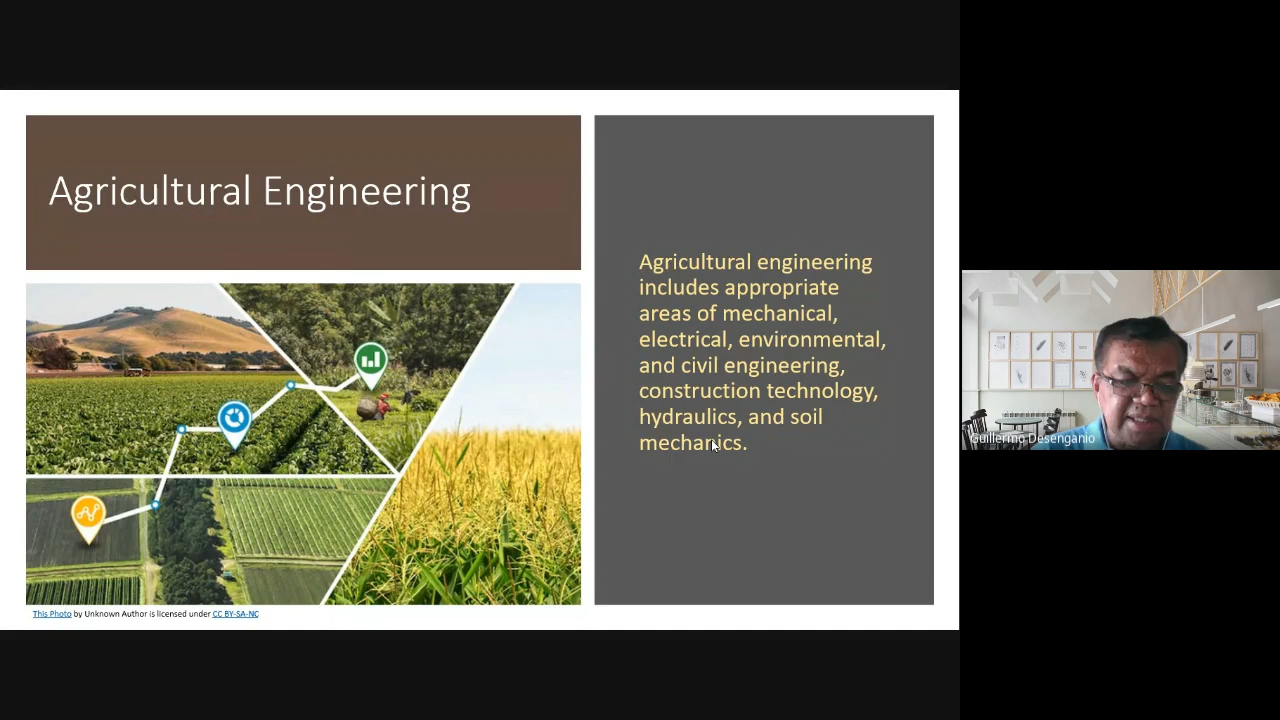 Agricultural Engineering
Agricultural engineering
includes appropriate
areas of mechanical,
electrical, environmental,
and civil engineering,
construction technology,
hydraulics, and soil
mechanics.
This Photo by Unknown Author is licensed under CC BY-SA-NC
Guillermo Desenganio